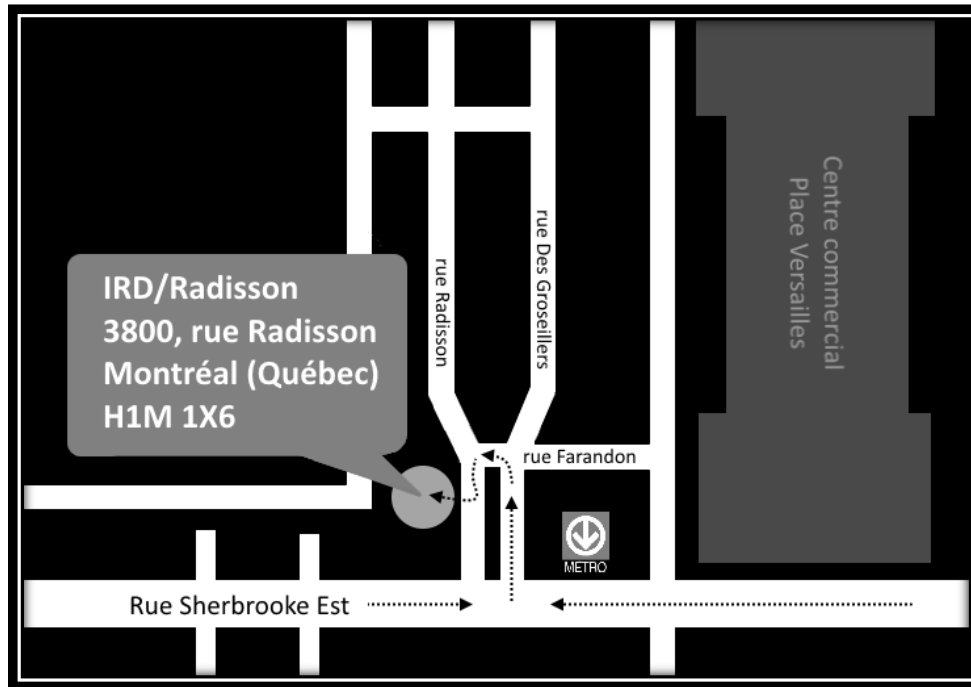 Centre commercial
Place Versailles
rue Des Groseillers
rue Radisson
IRD/Radisson
3800, rue Radisson
Montréal (Québec)
H1M 1X6
rue Farandon
METRO
Rue Sherbrooke Est